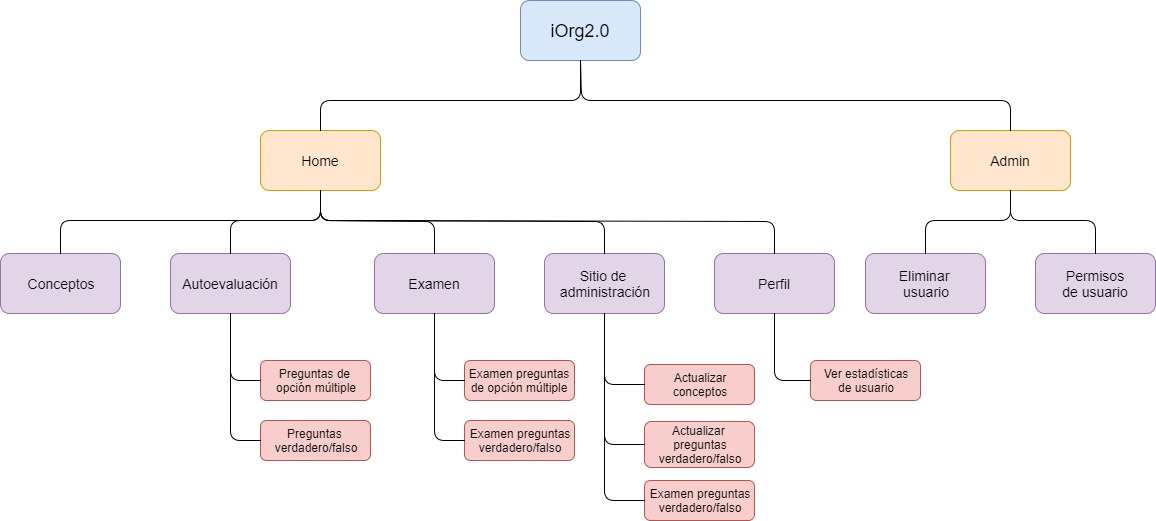 iOrg2.0
Home
Admin
Conceptos
Autoevaluación
Examen
Sitio de
administración
Perfil
Eliminar
usuario
Permisos
de usuario
Preguntas de
opción múltiple
Preguntas
verdadero/falso
Examen preguntas
de opción múltiple
Examen preguntas
verdadero/falso
Actualizar
conceptos
Actualizar
preguntas
verdadero/falso
Examen preguntas
verdadero/falso
Ver estadísticas
de usuario